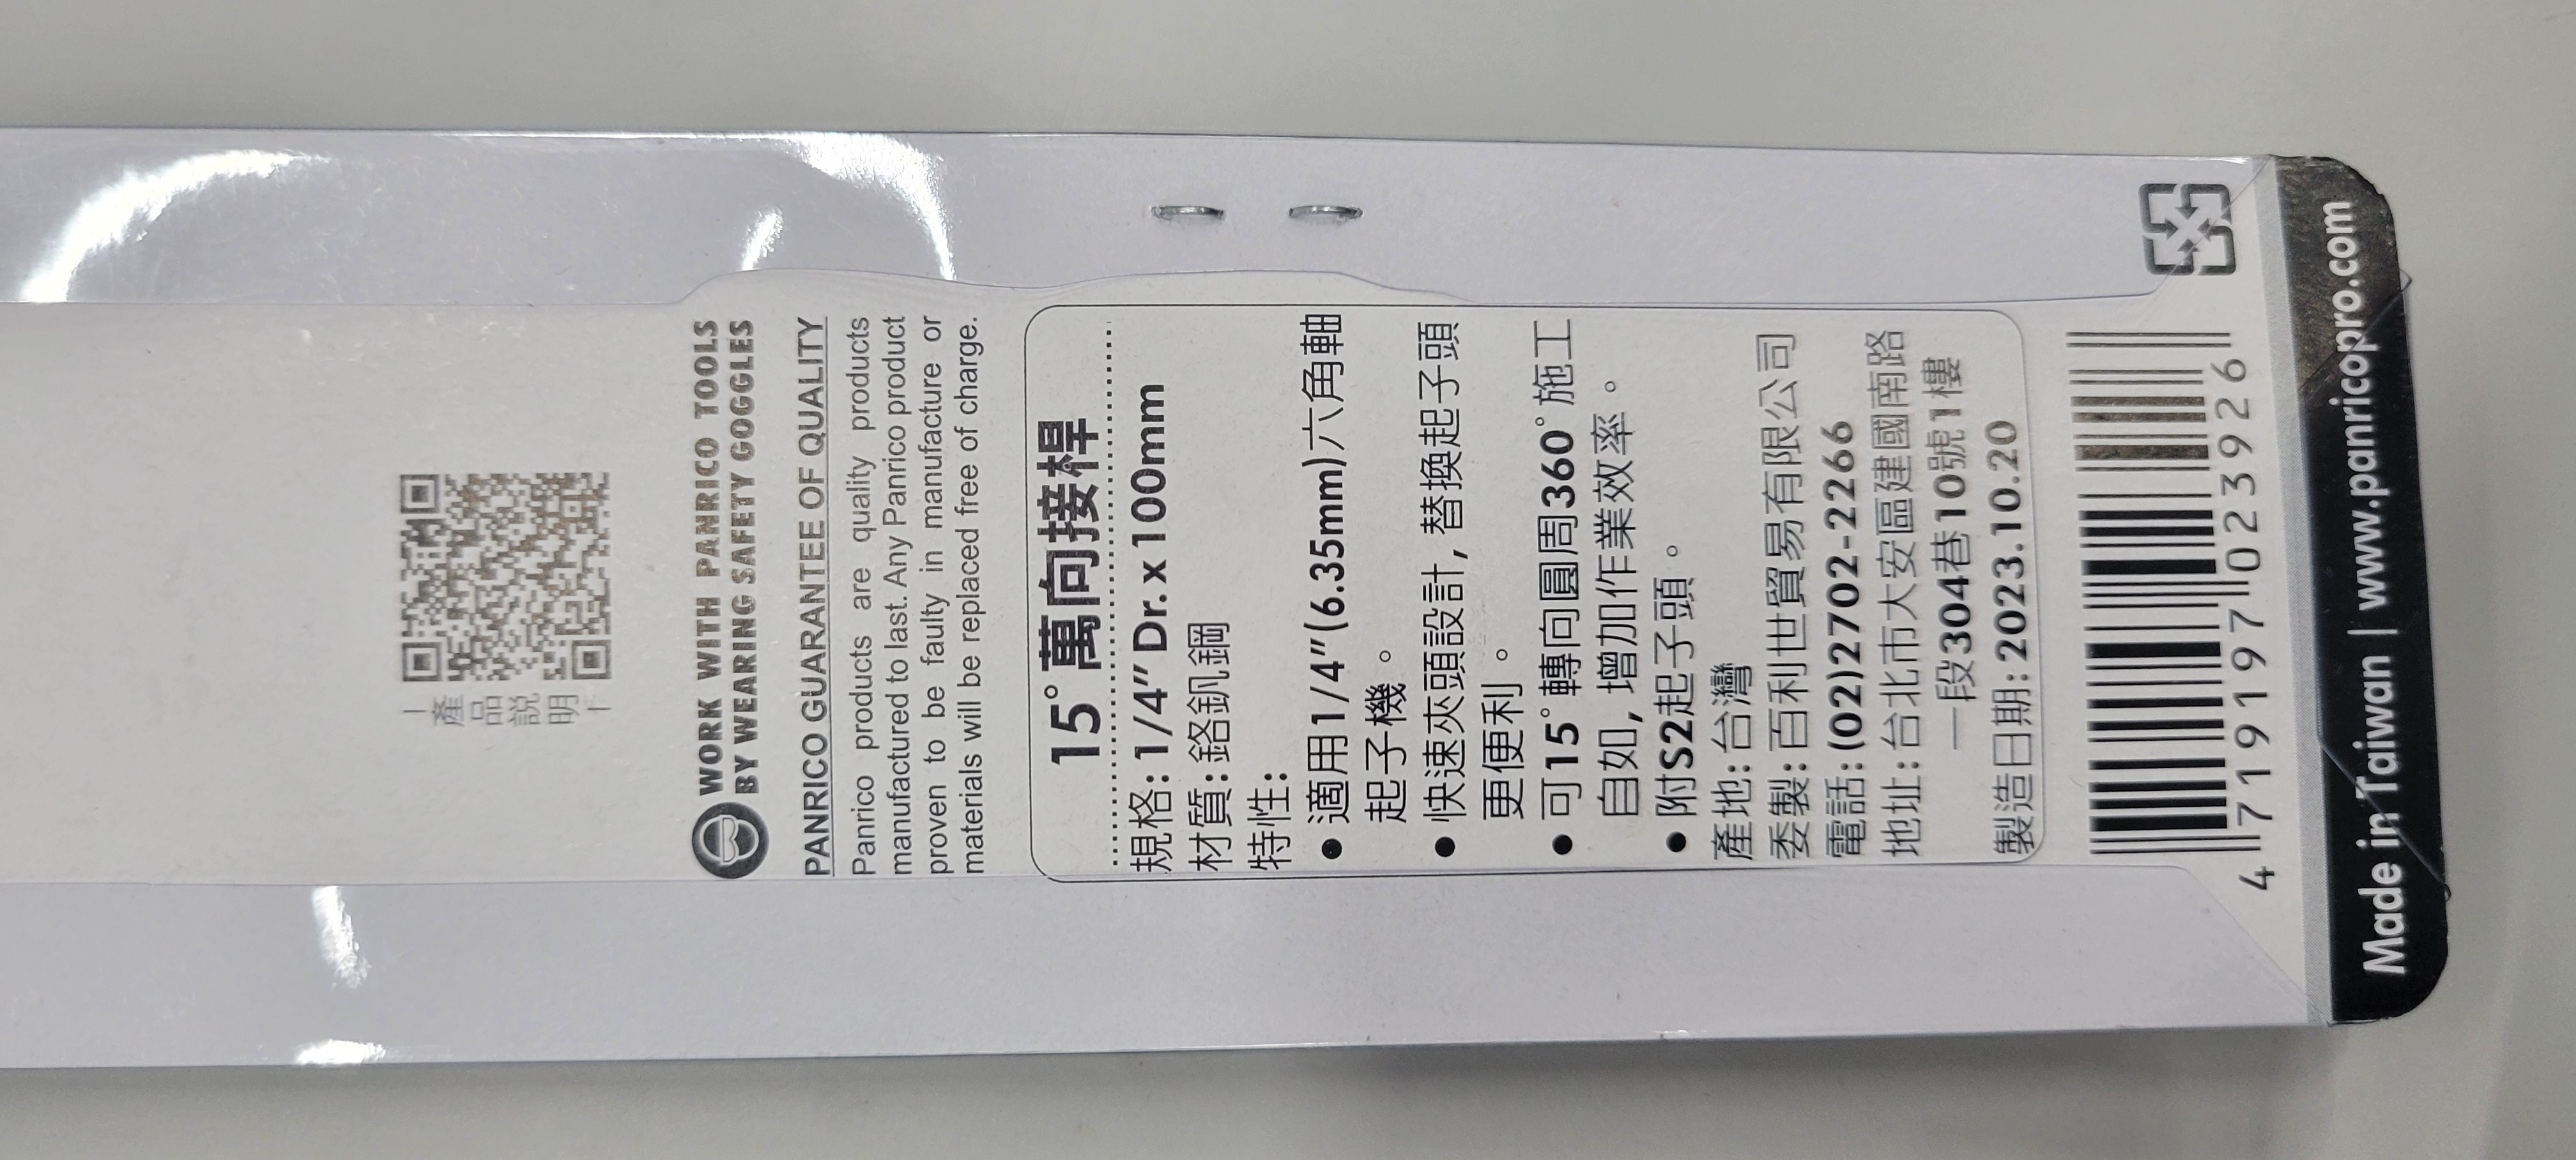 產品說明
WORK WITH PANRICO TOOLS
BY WEARING SAFETY GOGGLES
PANRICO GUARANTEE OF QUALITY
Panrico products are quality products
manufactured to last. Any Panrico product
proven to be faulty in manufacture or
materials will be replaced free of charge.
15°萬向接桿
規格:1/4" Dr. x 100mm
材質:鉻釩鋼
特性:
● 適用1/4"(6.35mm)六角軸
起子機。
● 快速夾頭設計,替換起子頭
更便利。
● 可15°轉向圓周360°施工
自如,增加作業效率。
● 附S2起子頭。
產地:台灣
委製:百利世貿易有限公司
電話:(02)2702-2266
地址:台北市大安區建國南路
一段304巷10號1樓
製造日期:2023.10.20
4 719197 023926
Made in Taiwan | www.panricopro.com